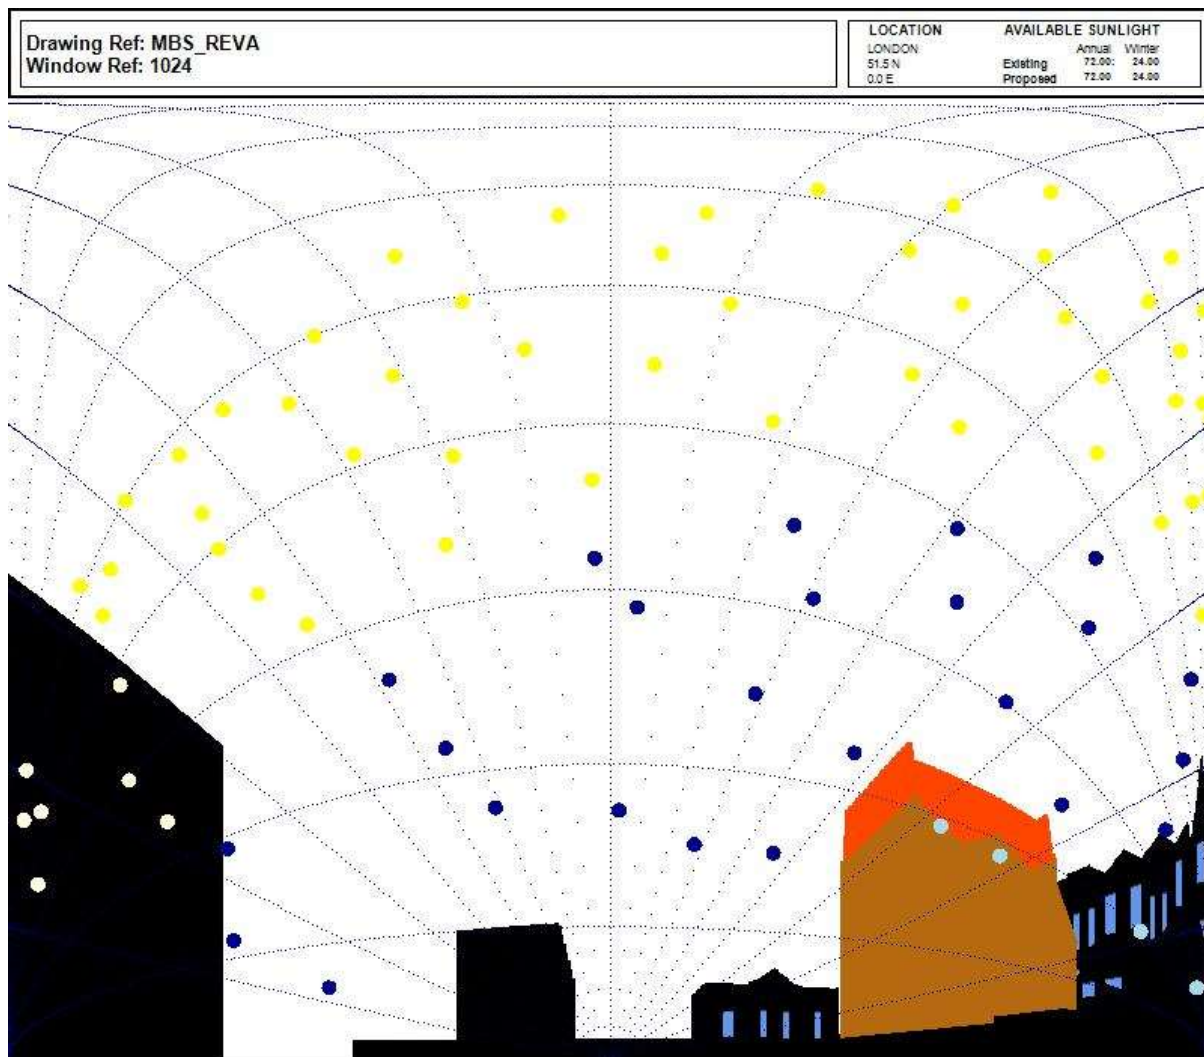 Drawing Ref: MBS_REVA
Window Ref: 1024
LOCATION
LONDON
51.5 N
0.0 E
AVAILABLE SUNLIGHT
Annual Winter
Existing 72.00: 24.00
Proposed 72.00 24.00